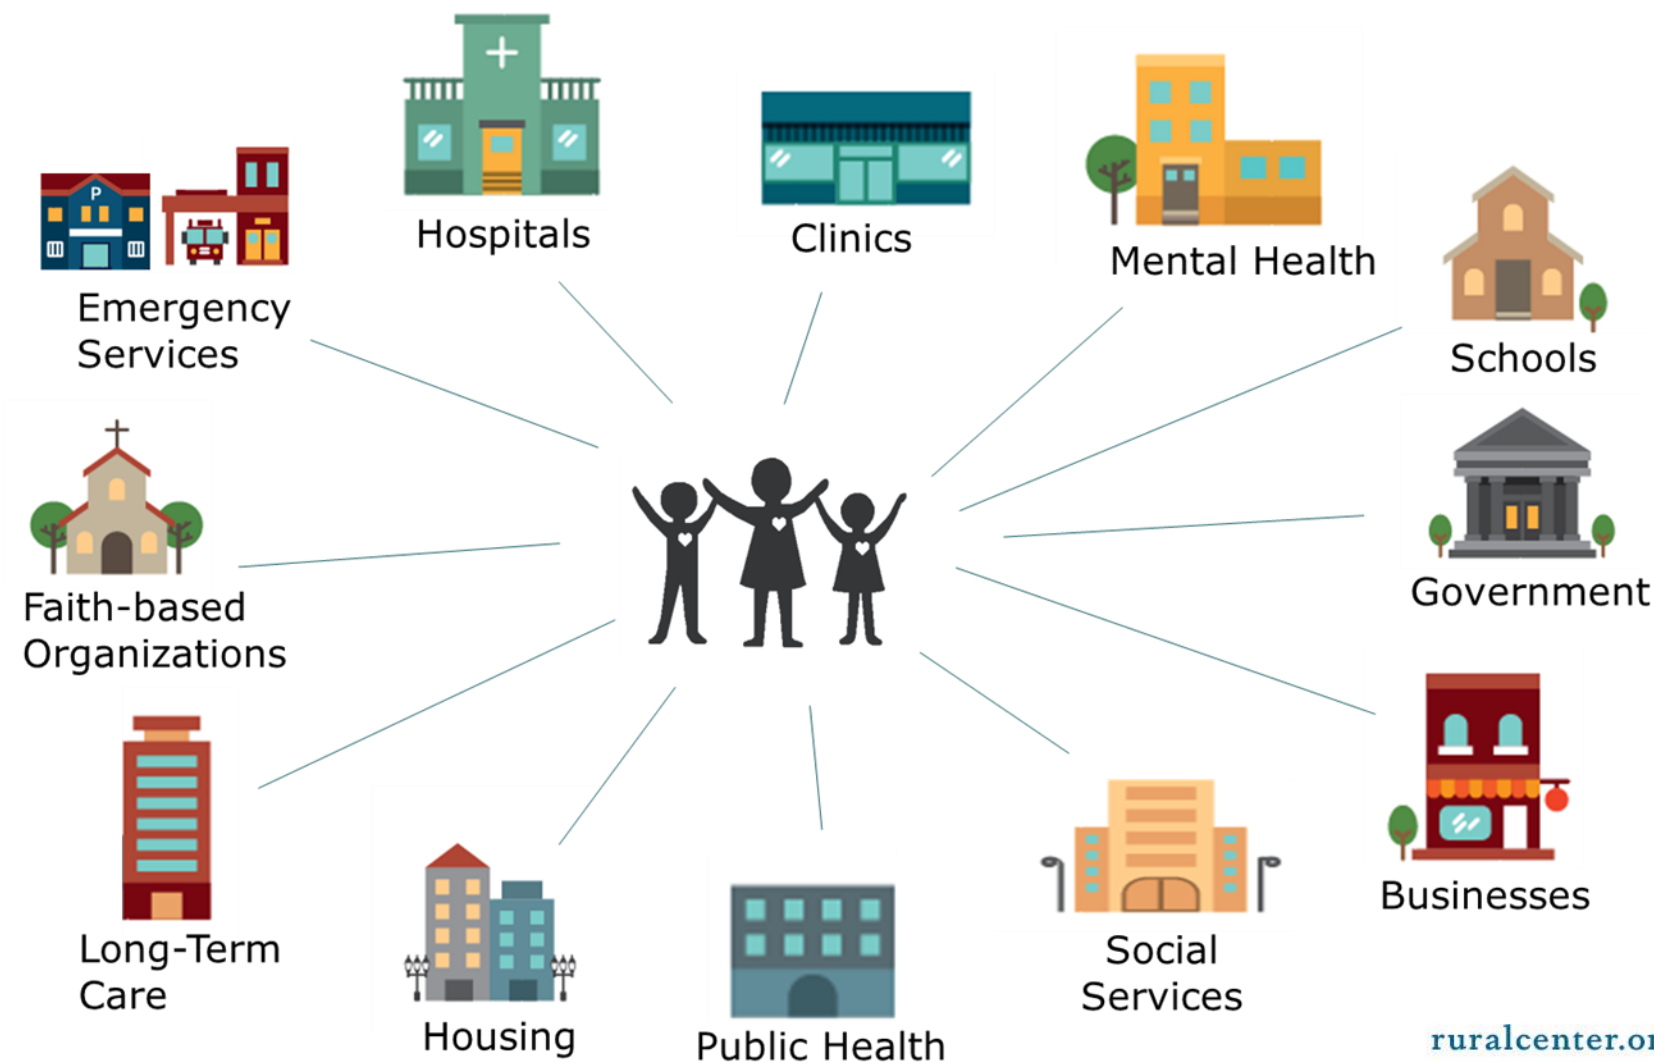 Hospitals
Clinics
Mental Health
P
Emergency
Services
Schools
Faith-based
Organizations
Government
Long-Term
Care
Businesses
Social
Services
Housing
Public Health
ruralcenter.or